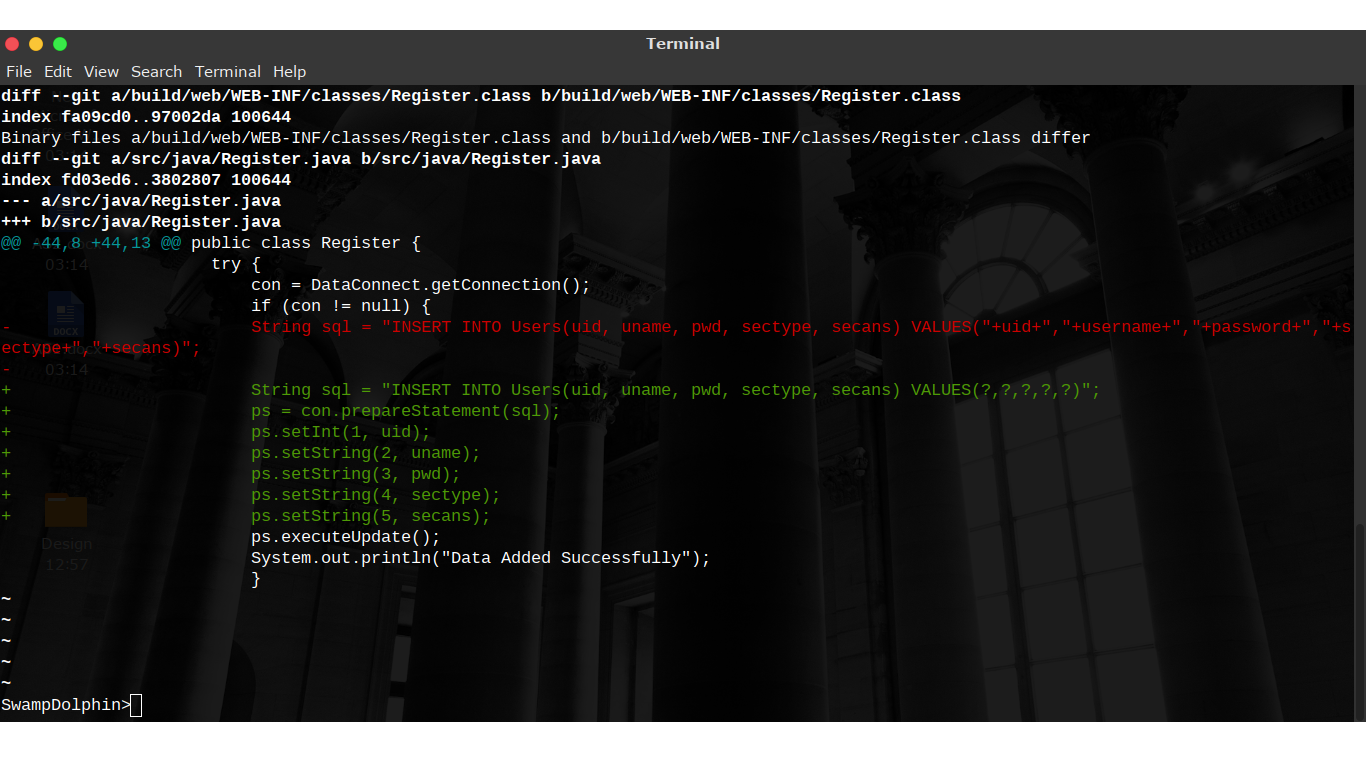 Terminal
File Edit View Search Terminal Help
diff --git a/build/web/WEB-INF/classes/Register.class b/build/web/WEB-INF/classes/Register.class
index fa09cd0..97002da 100644
Binary files a/build/web/WEB-INF/classes/Register.class and b/build/web/WEB-INF/classes/Register.class differ
diff --git a/src/java/Register.java b/src/java/Register.java
index fd03ed6..3802807 100644
--- a/src/java/Register.java
+++ b/src/java/Register.java
@@ -44,8 +44,13 @@ public class Register {
                     try {
03:14
                         con = DataConnect.getConnection();
                         if (con != null) {
DOCX
-                        String sql = "INSERT INTO Users(uid, uname, pwd, sectype, secans) VALUES("+uid+","+username+","+password+","+s
ectype+","+secans)";
-
03:14
+                        String sql = "INSERT INTO Users(uid, uname, pwd, sectype, secans) VALUES(?,?,?,?,?)";
+                        ps = con.prepareStatement(sql);
+                        ps.setInt(1, uid);
+                        ps.setString(2, uname);
+                        ps.setString(3, pwd);
+                        ps.setString(4, sectype);
+                        ps.setString(5, secans);
                         ps.executeUpdate();
Design
                         System.out.println("Data Added Successfully");
12:57
                         }
~
~
~
~
~
SwampDolphin>